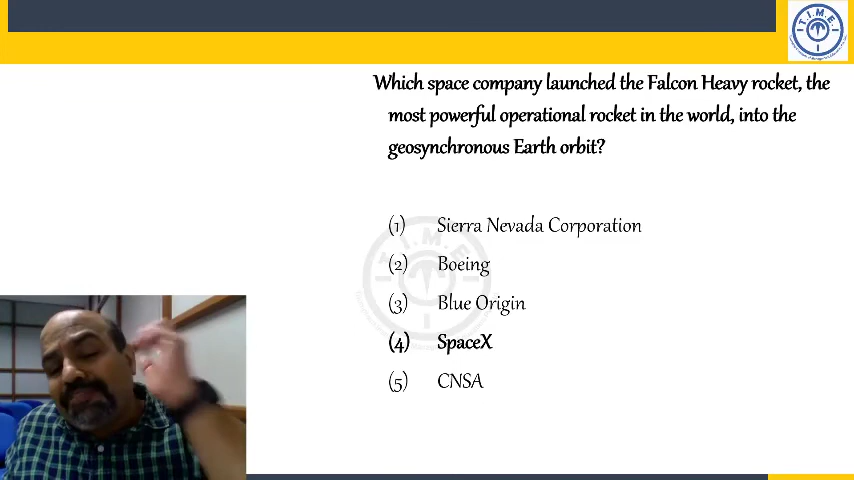 T.I.M.E.
Which space company launched the Falcon Heavy rocket, the
most powerful operational rocket in the world, into the
geosynchronous Earth orbit?
(1) Sierra Nevada Corporation
(2) Boeing
(3) Blue Origin
(4) SpaceX
(5) CNSA